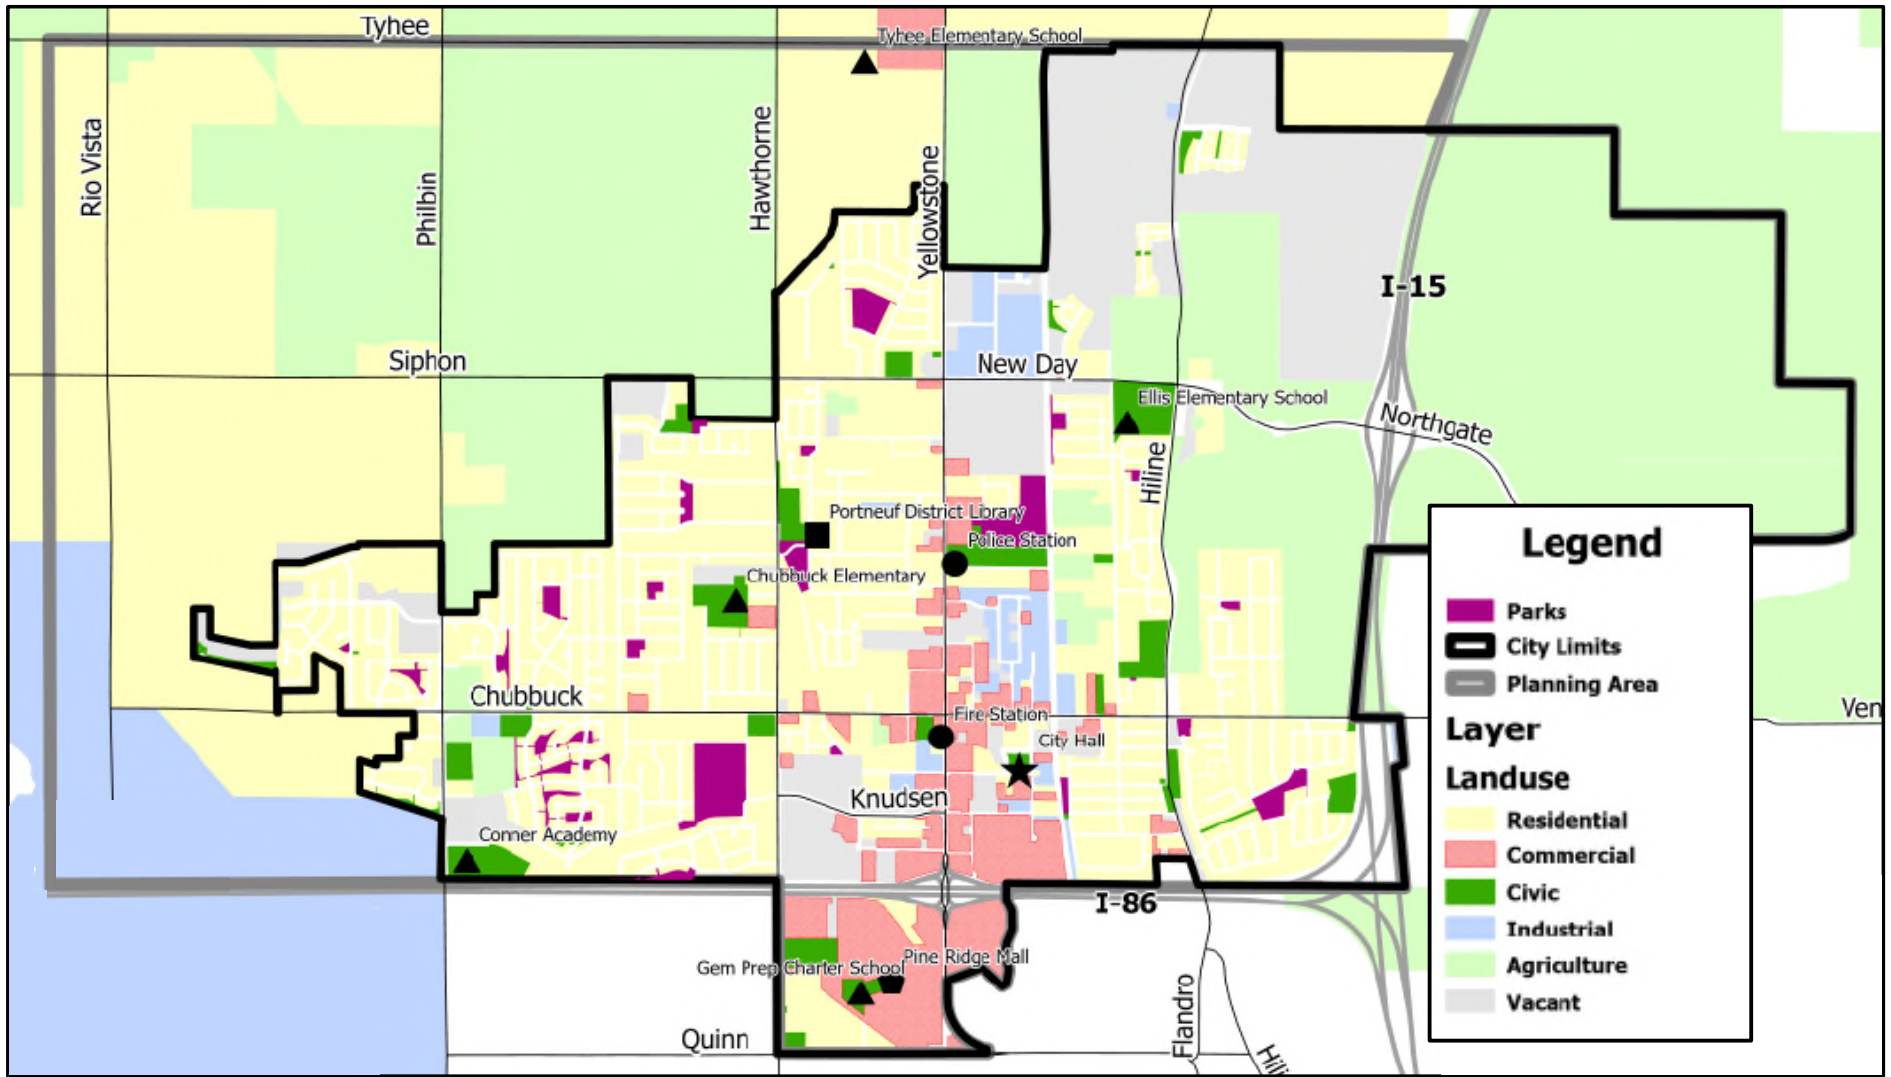 Tyhee
Tyhee Elementary School
Rio Vista
Philbin
Hawthorne
Yellowstone
I-15
Siphon
New Day
Ellis Elementary School
Northgate
Hiline
Portneuf District Library
Police Station
Chubbuck Elementary
Chubbuck
Fire Station
City Hall
Knudsen
Conner Academy
I-86
Pine Ridge Mall
Gem Prep Charter School
Quinn
Flandro
Hili
Ven
Legend
Parks
City Limits
Planning Area
Layer
Landuse
Residential
Commercial
Civic
Industrial
Agriculture
Vacant